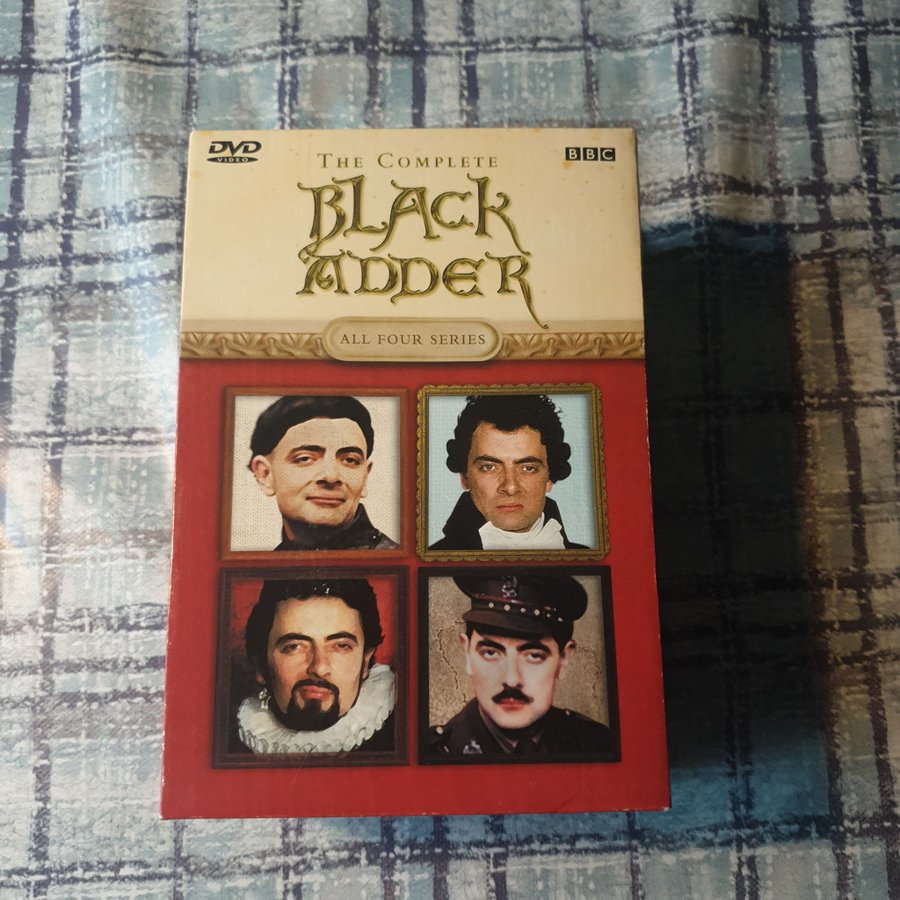 DVD
VIDEO
THE COMPLETE
BBC
BLACK
ADDER
ALL FOUR SERIES